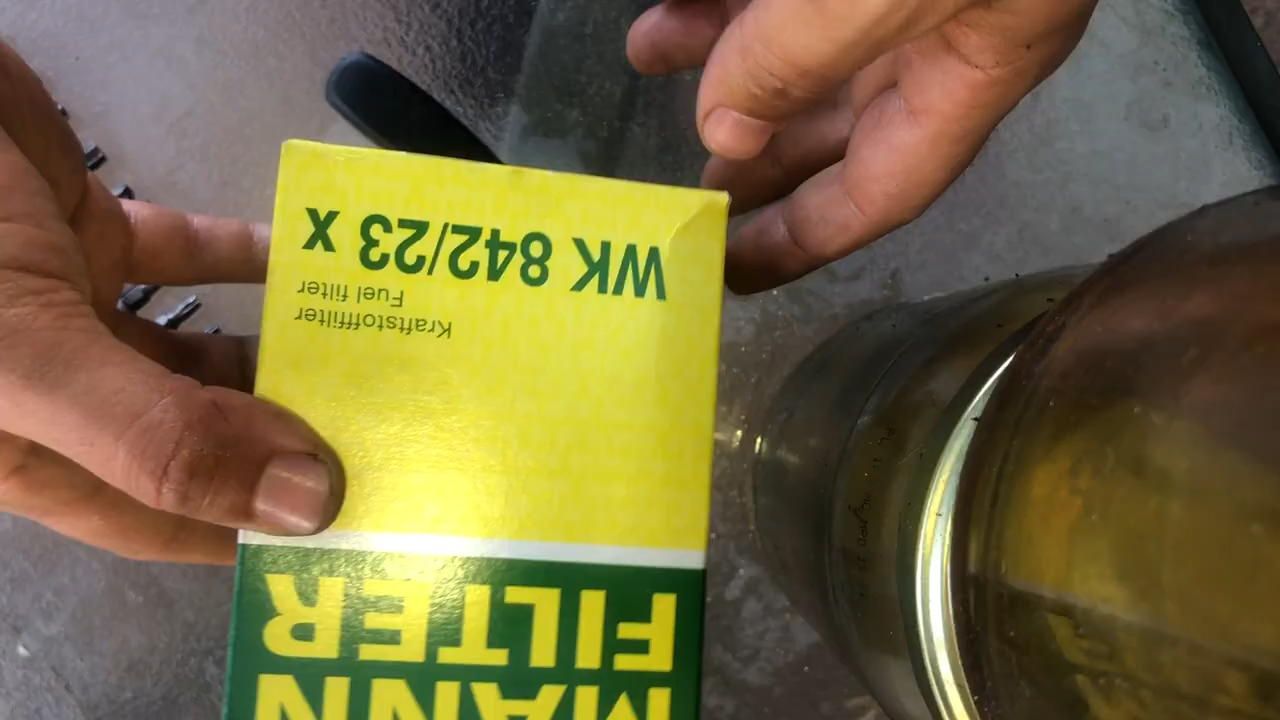 MANN
FILTER
Kraftstofffilter
Fuel filter
WK 842/23 x